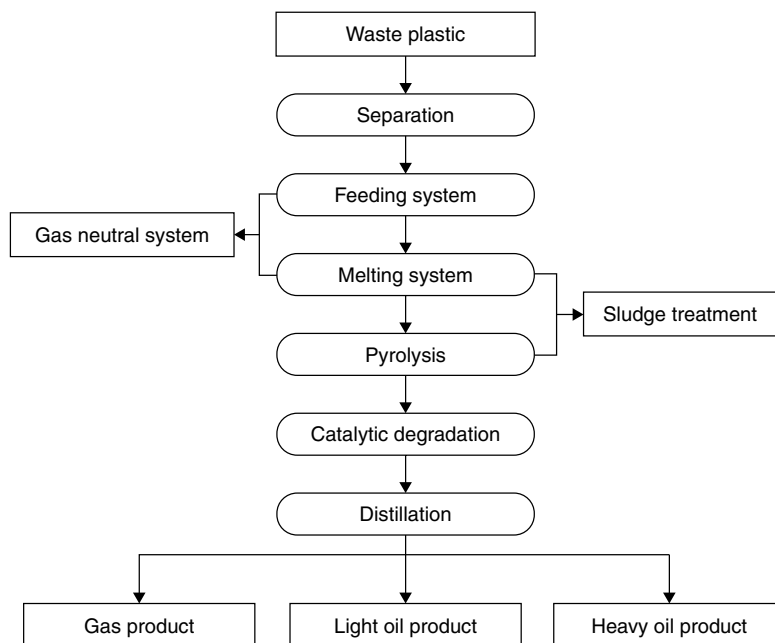 Waste plastic
Separation
Feeding system
Gas neutral system
Melting system
Sludge treatment
Pyrolysis
Catalytic degradation
Distillation
Gas product
Light oil product
Heavy oil product